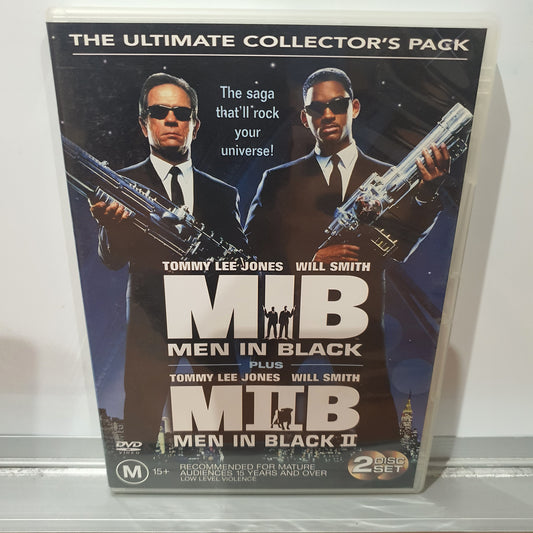 THE ULTIMATE COLLECTOR'S PACK
The saga
that'll rock
your
universe!
TOMMY LEE JONES WILL SMITH
MIB
MEN IN BLACK
PLUS
TOMMY LEE JONES WILL SMITH
MIIB
MEN IN BLACK II
DVD
VIDEO
M 15+
RECOMMENDED FOR MATURE
AUDIENCES 15 YEARS AND OVER
LOW LEVEL VIOLENCE
2 DISC
SET